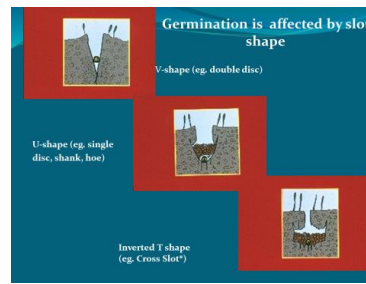 Germination is affected by slo
shape
V-shape (eg. double disc)
U-shape (eg. single
disc, shank, hoe)
Inverted T shape
(eg. Cross Slot*)